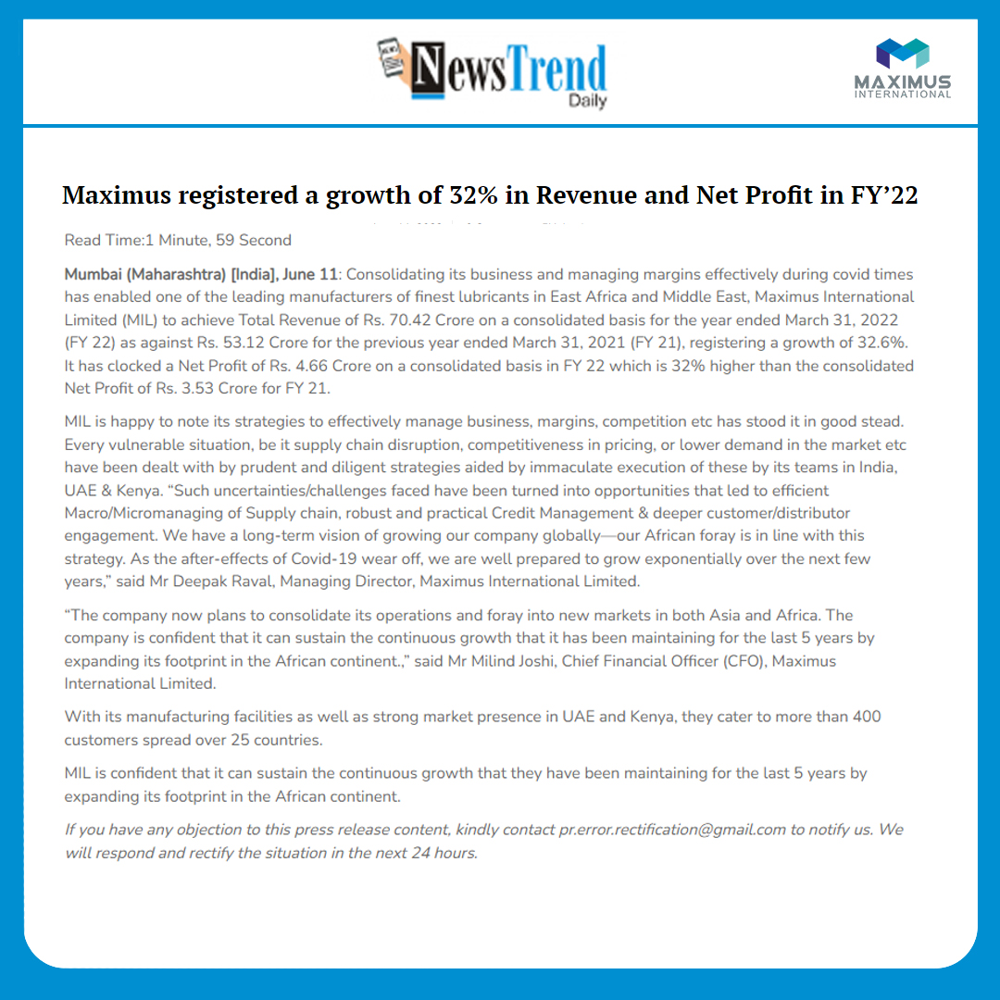 NEWS
NewsTrend
Daily
MAXIMUS
INTERNATIONAL
Maximus registered a growth of 32% in Revenue and Net Profit in FY’22
Read Time:1 Minute, 59 Second
Mumbai (Maharashtra) [India], June 11: Consolidating its business and managing margins effectively during covid times
has enabled one of the leading manufacturers of finest lubricants in East Africa and Middle East, Maximus International
Limited (MIL) to achieve Total Revenue of Rs. 70.42 Crore on a consolidated basis for the year ended March 31, 2022
(FY 22) as against Rs. 53.12 Crore for the previous year ended March 31, 2021 (FY 21), registering a growth of 32.6%.
It has clocked a Net Profit of Rs. 4.66 Crore on a consolidated basis in FY 22 which is 32% higher than the consolidated
Net Profit of Rs. 3.53 Crore for FY 21.
MIL is happy to note its strategies to effectively manage business, margins, competition etc has stood it in good stead.
Every vulnerable situation, be it supply chain disruption, competitiveness in pricing, or lower demand in the market etc
have been dealt with by prudent and diligent strategies aided by immaculate execution of these by its teams in India,
UAE & Kenya. “Such uncertainties/challenges faced have been turned into opportunities that led to efficient
Macro/Micromanaging of Supply chain, robust and practical Credit Management & deeper customer/distributor
engagement. We have a long-term vision of growing our company globally—our African foray is in line with this
strategy. As the after-effects of Covid-19 wear off, we are well prepared to grow exponentially over the next few
years,” said Mr Deepak Raval, Managing Director, Maximus International Limited.
“The company now plans to consolidate its operations and foray into new markets in both Asia and Africa. The
company is confident that it can sustain the continuous growth that it has been maintaining for the last 5 years by
expanding its footprint in the African continent.,” said Mr Milind Joshi, Chief Financial Officer (CFO), Maximus
International Limited.
With its manufacturing facilities as well as strong market presence in UAE and Kenya, they cater to more than 400
customers spread over 25 countries.
MIL is confident that it can sustain the continuous growth that they have been maintaining for the last 5 years by
expanding its footprint in the African continent.
If you have any objection to this press release content, kindly contact pr.error.rectification@gmail.com to notify us. We
will respond and rectify the situation in the next 24 hours.